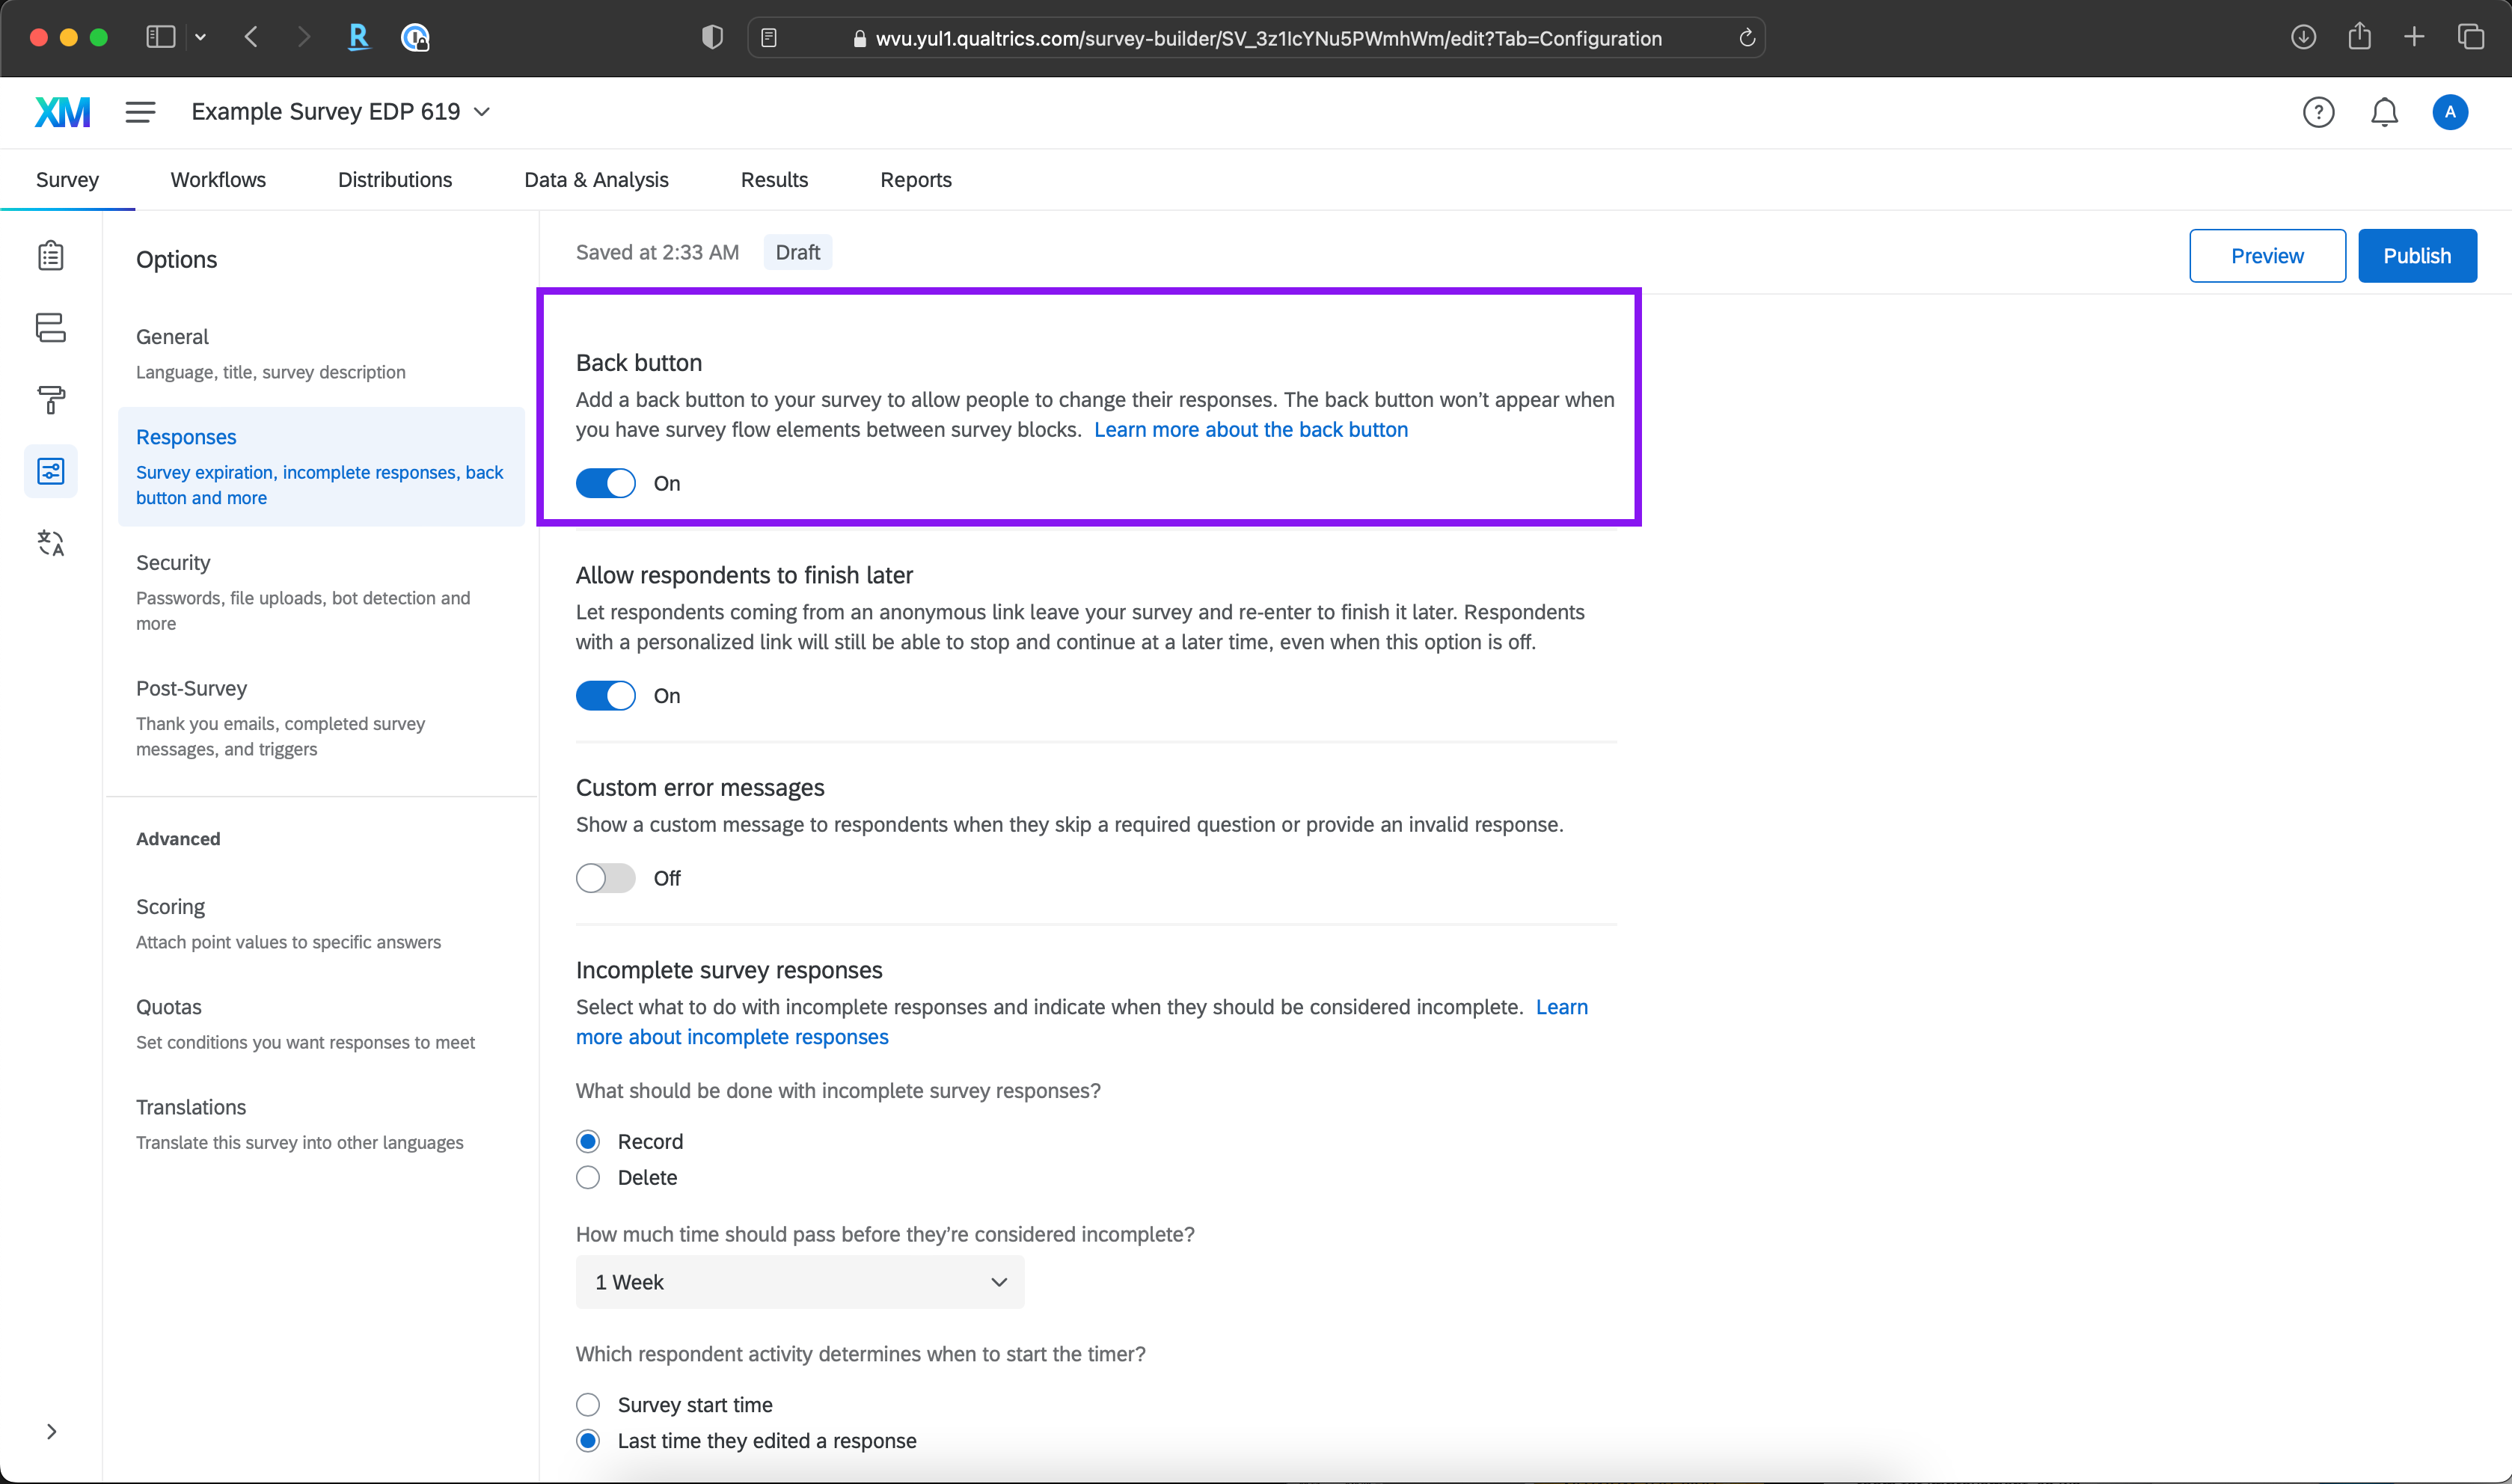 wvu.yul1.qualtrics.com/survey-builder/SV_3z1IcYNu5PWmhWm/edit?Tab=Configuration
XM
Example Survey EDP 619
A
Survey
Workflows
Distributions
Data & Analysis
Results
Reports
Options
General
Language, title, survey description
Responses
Survey expiration, incomplete responses, back
button and more
Security
Passwords, file uploads, bot detection and
more
Post-Survey
Thank you emails, completed survey
messages, and triggers
Advanced
Scoring
Attach point values to specific answers
Quotas
Set conditions you want responses to meet
Translations
Translate this survey into other languages
Saved at 2:33 AM
Draft
Preview
Publish
Back button
Add a back button to your survey to allow people to change their responses. The back button won’t appear when
you have survey flow elements between survey blocks. Learn more about the back button
On
Allow respondents to finish later
Let respondents coming from an anonymous link leave your survey and re-enter to finish it later. Respondents
with a personalized link will still be able to stop and continue at a later time, even when this option is off.
On
Custom error messages
Show a custom message to respondents when they skip a required question or provide an invalid response.
Off
Incomplete survey responses
Select what to do with incomplete responses and indicate when they should be considered incomplete. Learn
more about incomplete responses
What should be done with incomplete survey responses?
Record
Delete
How much time should pass before they’re considered incomplete?
1 Week
Which respondent activity determines when to start the timer?
Survey start time
Last time they edited a response